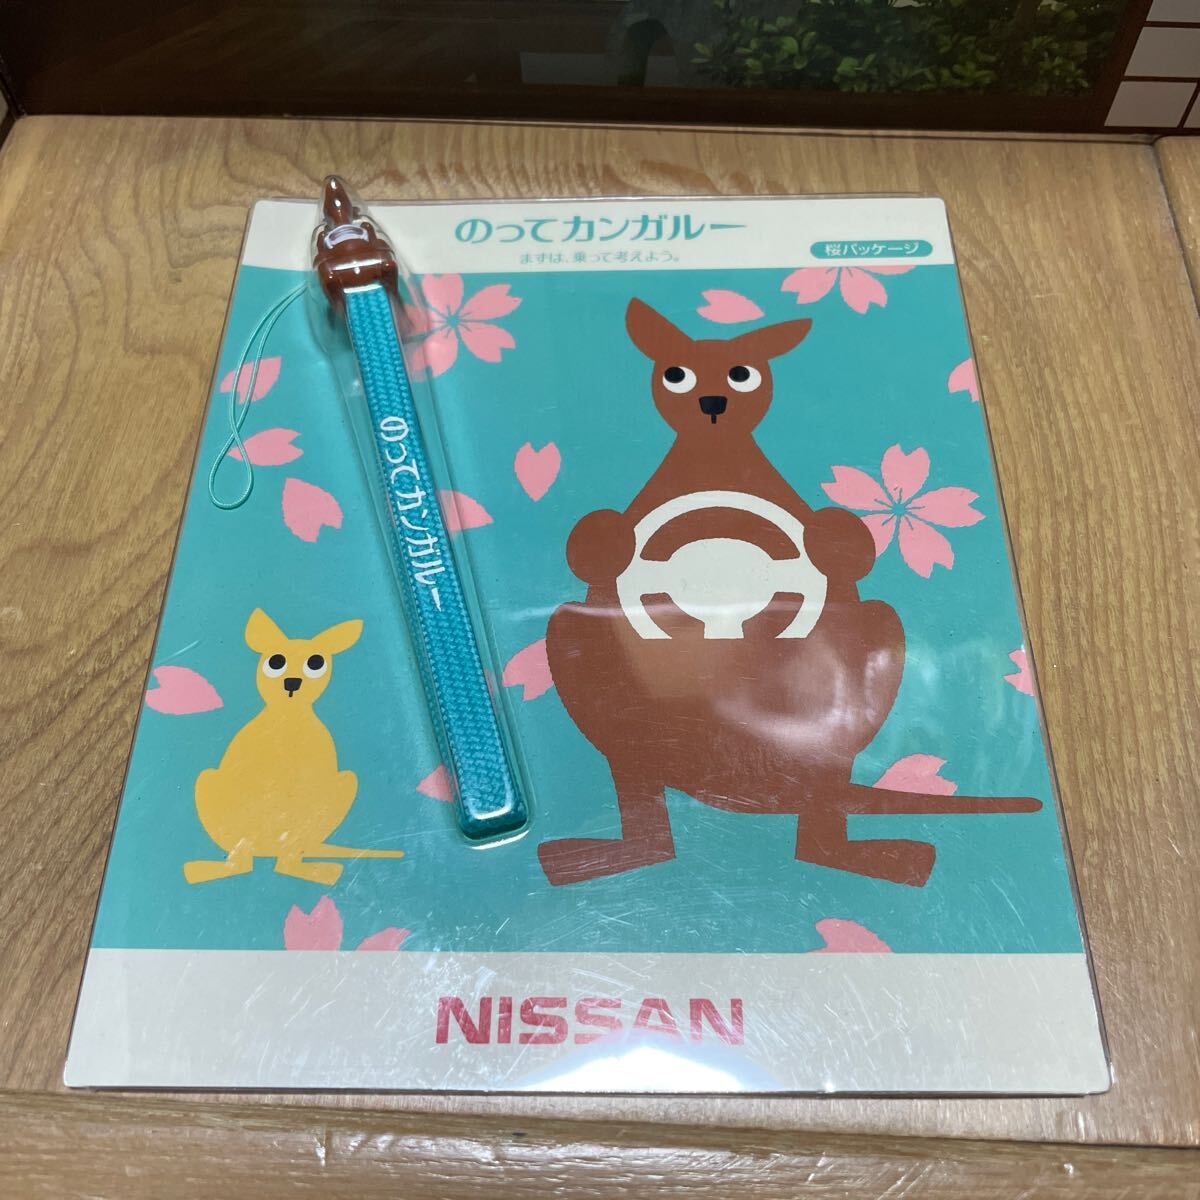 のってカンガルー
まずは、乗って考えよう。
桜パッケージ
のってカンガルー
NISSAN